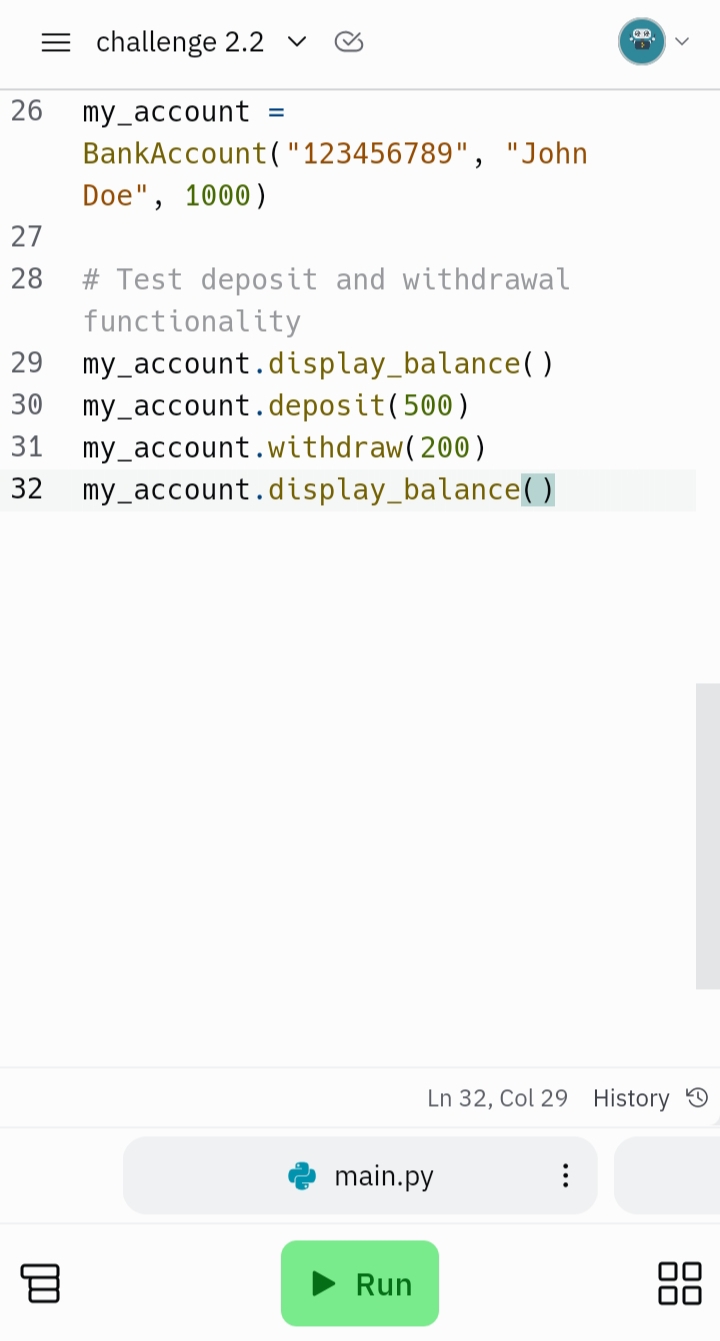 challenge 2.2
26 my_account =
BankAccount("123456789", "John
Doe", 1000)
27
28 # Test deposit and withdrawal
functionality
29 my_account.display_balance()
30 my_account.deposit(500)
31 my_account.withdraw(200)
32 my_account.display_balance()
Ln 32, Col 29 History
main.py
Run